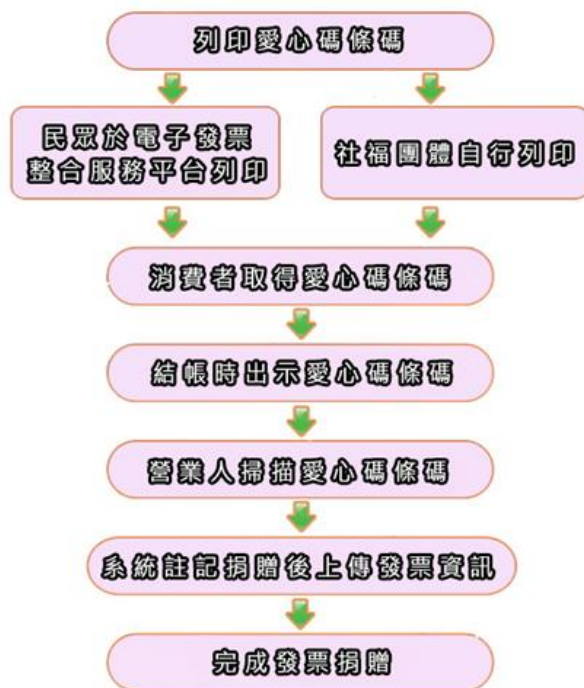 列印愛心碼條碼
民眾於電子發票
整合服務平台列印
社福團體自行列印
消費者取得愛心碼條碼
結帳時出示愛心碼條碼
營業人掃描愛心碼條碼
系統註記捐贈後上傳發票資訊
完成發票捐贈